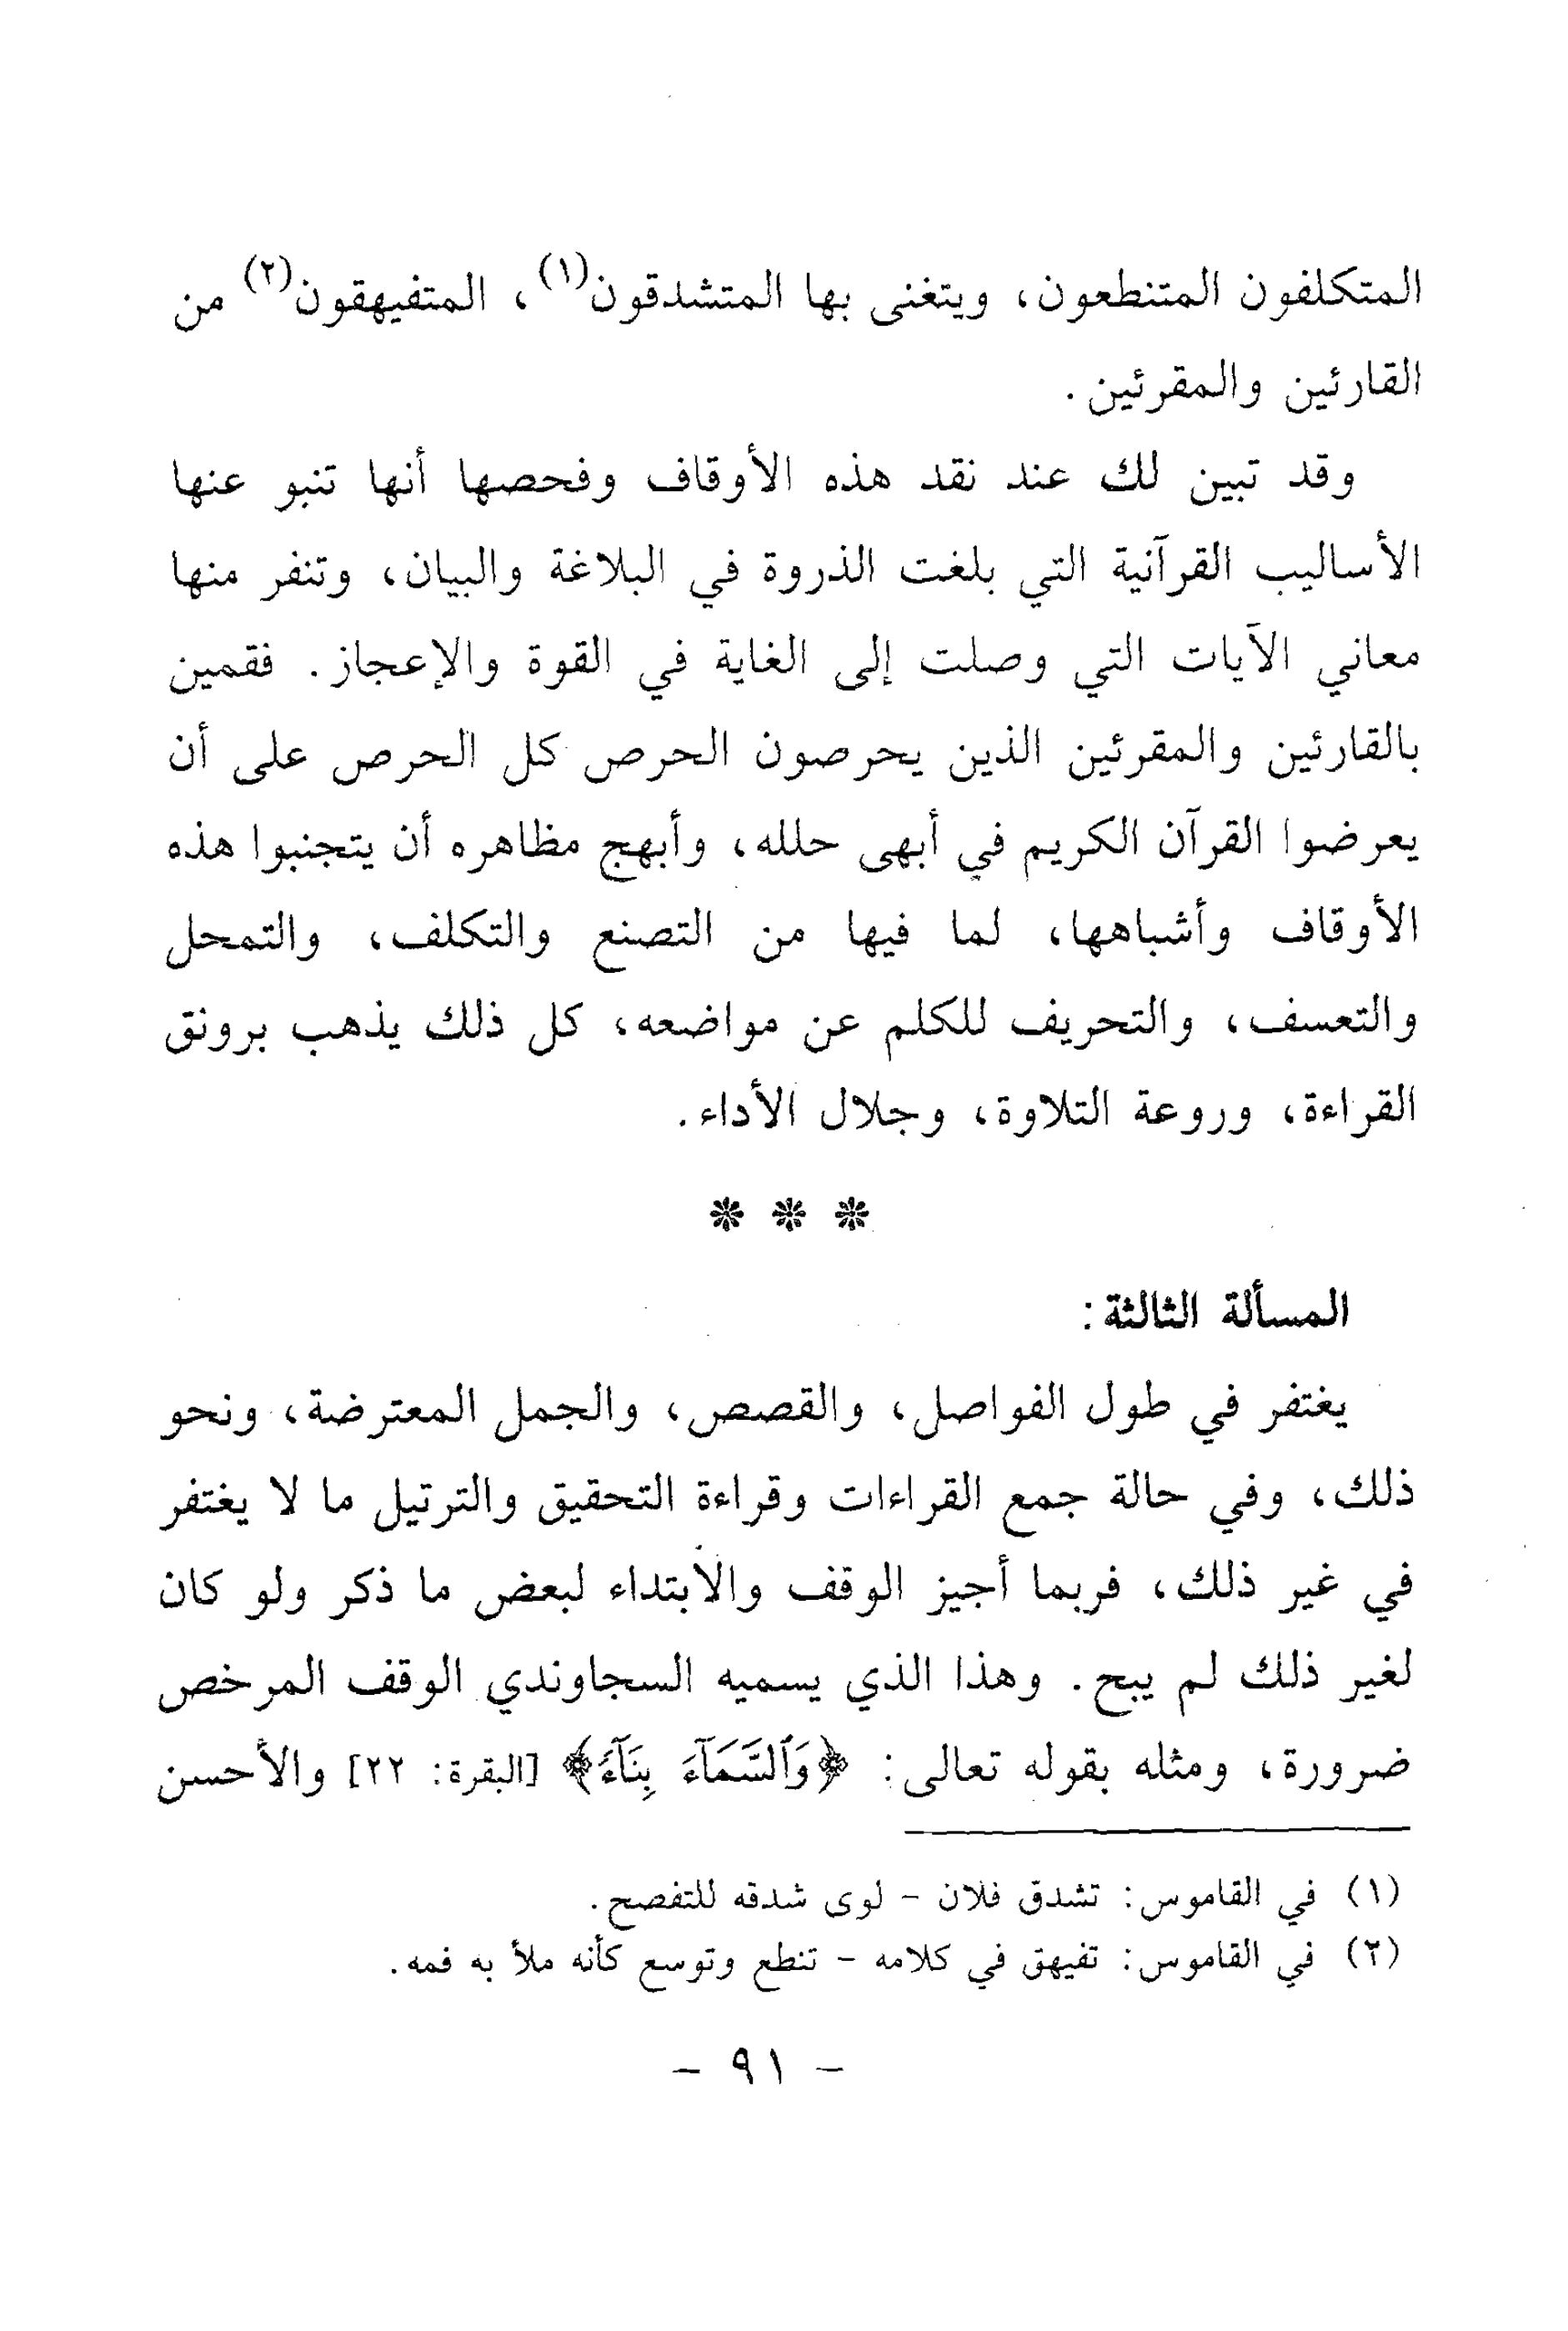 المتكلفون المتنطعون، ويتغنى بها المتشدقون(١)، المتفيهقون(٢) من
القارئين والمقرئين.
وقد تبين لك عند نقد هذه الأوقاف وفحصها أنها تنبو عنها
الأساليب القرآنية التي بلغت الذروة في البلاغة والبيان، وتنفر منها
معاني الآيات التي وصلت إلى الغاية في القوة والإعجاز. فقمين
بالقارئين والمقرئين الذين يحرصون الحرص كل الحرص على أن
يعرضوا القرآن الكريم في أبهى حلله، وأبهج مظاهره أن يتجنبوا هذه
الأوقاف وأشباهها، لما فيها من التصنع والتكلف، والتمحل
والتعسف، والتحريف للكلم عن مواضعه، كل ذلك يذهب برونق
القراءة، وروعة التلاوة، وجلال الأداء.
* * *
المسألة الثالثة:
يغتفر في طول الفواصل، والقصص، والجمل المعترضة، ونحو
ذلك، وفي حالة جمع القراءات وقراءة التحقيق والترتيل ما لا يغتفر
في غير ذلك، فربما أجيز الوقف والابتداء لبعض ما ذكر ولو كان
لغير ذلك لم يبح. وهذا الذي يسميه السجاوندي الوقف المرخص
ضرورة، ومثله بقوله تعالى: ﴿وَٱلسَّمَآءَ بِنَآءً﴾ [البقرة: ٢٢] والأحسن
(١) في القاموس: تشدق فلان - لوى شدقه للتفصح.
(٢) في القاموس: تفيهق في كلامه - تنطع وتوسع كأنه ملأ به فمه.
- ٩١ -